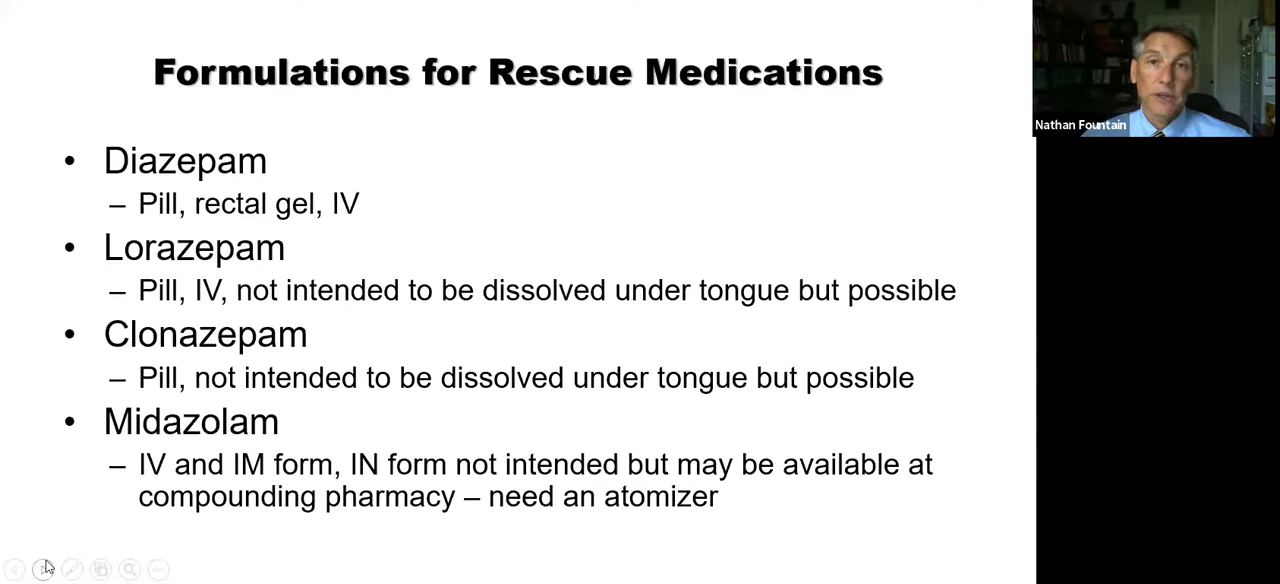 Formulations for Rescue Medications
• Diazepam
– Pill, rectal gel, IV
• Lorazepam
– Pill, IV, not intended to be dissolved under tongue but possible
• Clonazepam
– Pill, not intended to be dissolved under tongue but possible
• Midazolam
– IV and IM form, IN form not intended but may be available at
compounding pharmacy – need an atomizer
Nathan Fountain